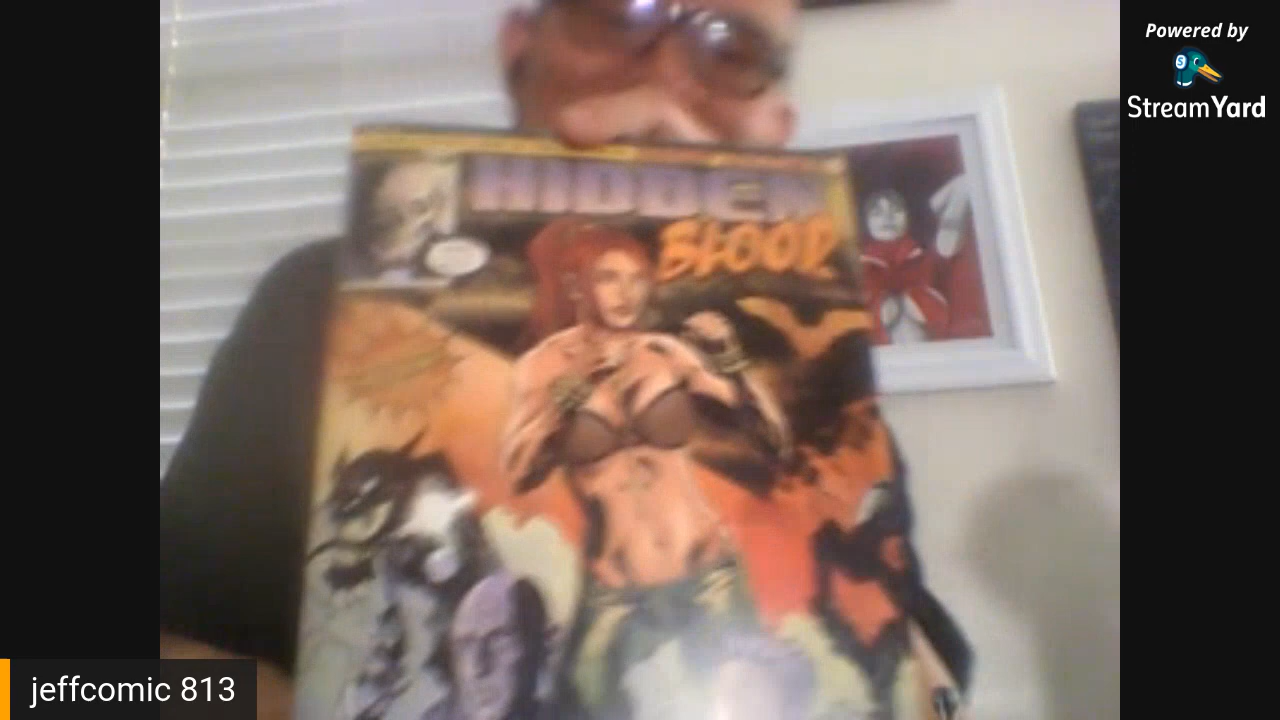 Powered by
StreamYard
HIDDEN
BLOOD
jeffcomic 813